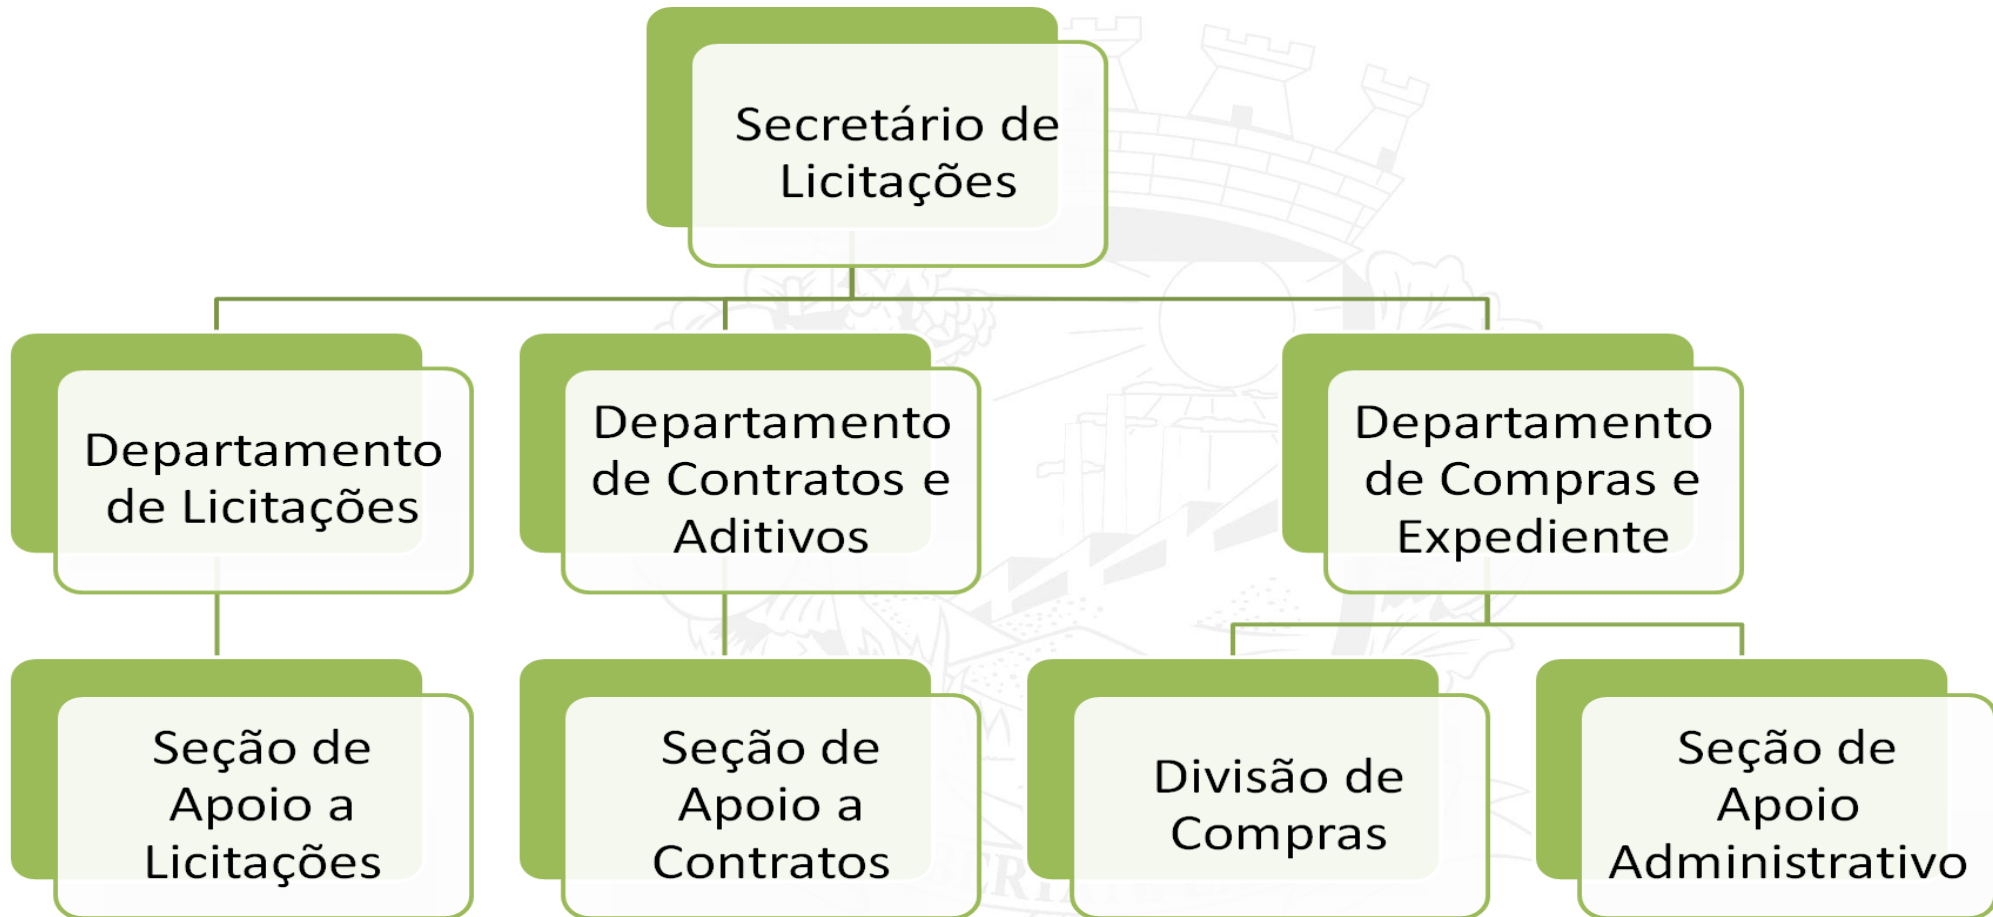 Secretário de
Licitações
Departamento
de Licitações
Departamento
de Contratos e
Aditivos
Departamento
de Compras e
Expediente
Seção de
Apoio a
Licitações
Seção de
Apoio a
Contratos
Divisão de
Compras
Seção de
Apoio
Administrativo